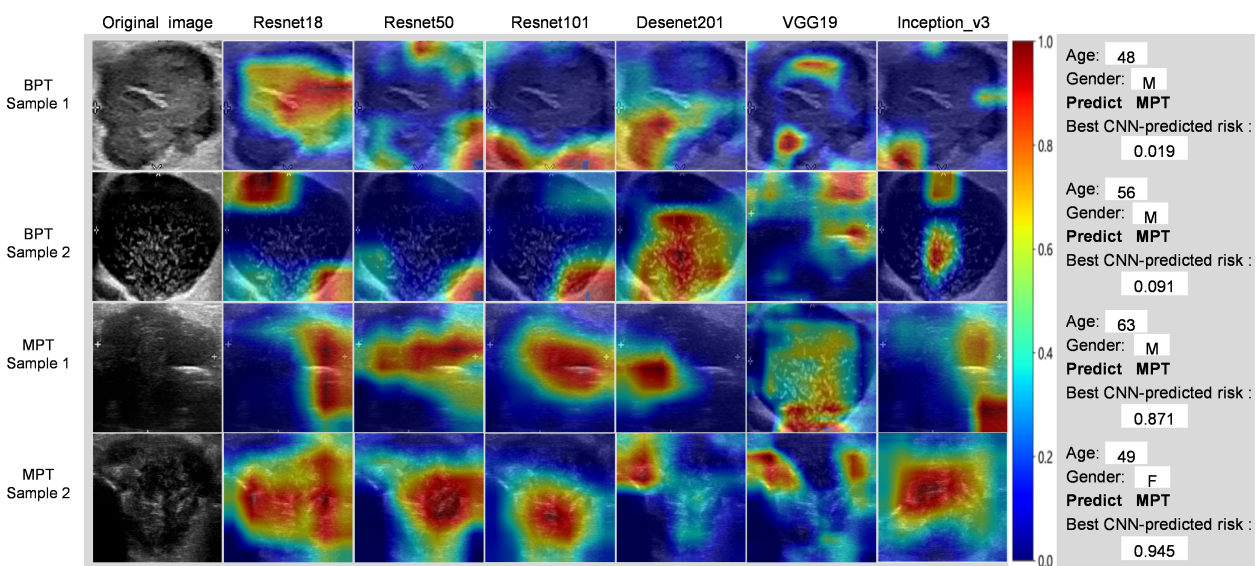 Original image Resnet18 Resnet50 Resnet101 Desenet201 VGG19 Inception_v3
BPT
Sample 1
BPT
Sample 2
MPT
Sample 1
MPT
Sample 2
1.0
0.8
0.6
0.4
0.2
0.0
Age: 48
Gender: M
Predict MPT
Best CNN-predicted risk :
0.019
Age: 56
Gender: M
Predict MPT
Best CNN-predicted risk :
0.091
Age: 63
Gender: M
Predict MPT
Best CNN-predicted risk :
0.871
Age: 49
Gender: F
Predict MPT
Best CNN-predicted risk :
0.945